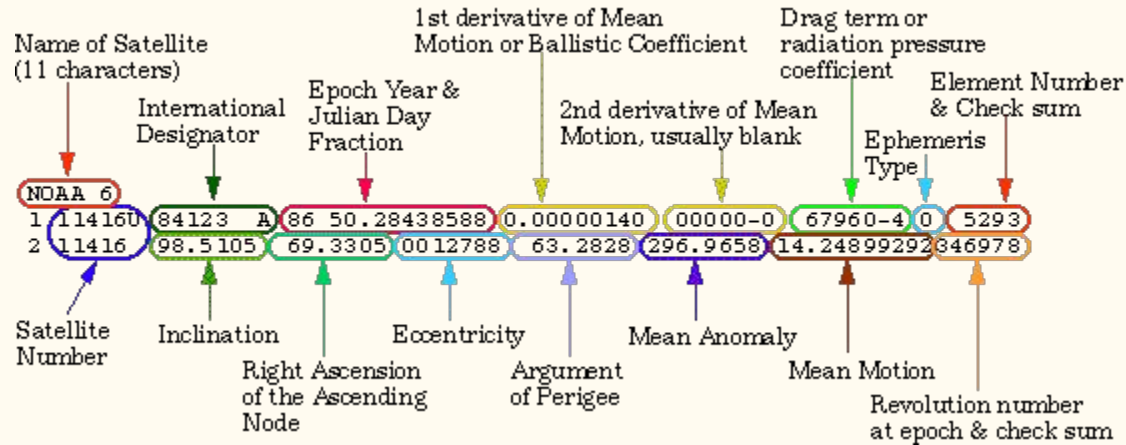 1st derivative of Mean
Motion or Ballistic Coefficient
Drag term or
radiation pressure
coefficient
Name of Satellite
(11 characters)
International
Designator
Epoch Year &
Julian Day
Fraction
2nd derivative of Mean
Motion, usually blank
Element Number
& Check sum
Ephemeris
Type
NOAA 6
1 11416U 84123 A 86 50.28438588 0.00000140 00000-0 67960-4 0 5293
2 11416 98.5105 69.3305 0012788 63.2828 296.9658 14.24899292 346978
Satellite
Number
Inclination
Right Ascension
of the Ascending
Node
Eccentricity
Argument
of Perigee
Mean Anomaly
Mean Motion
Revolution number
at epoch & check sum